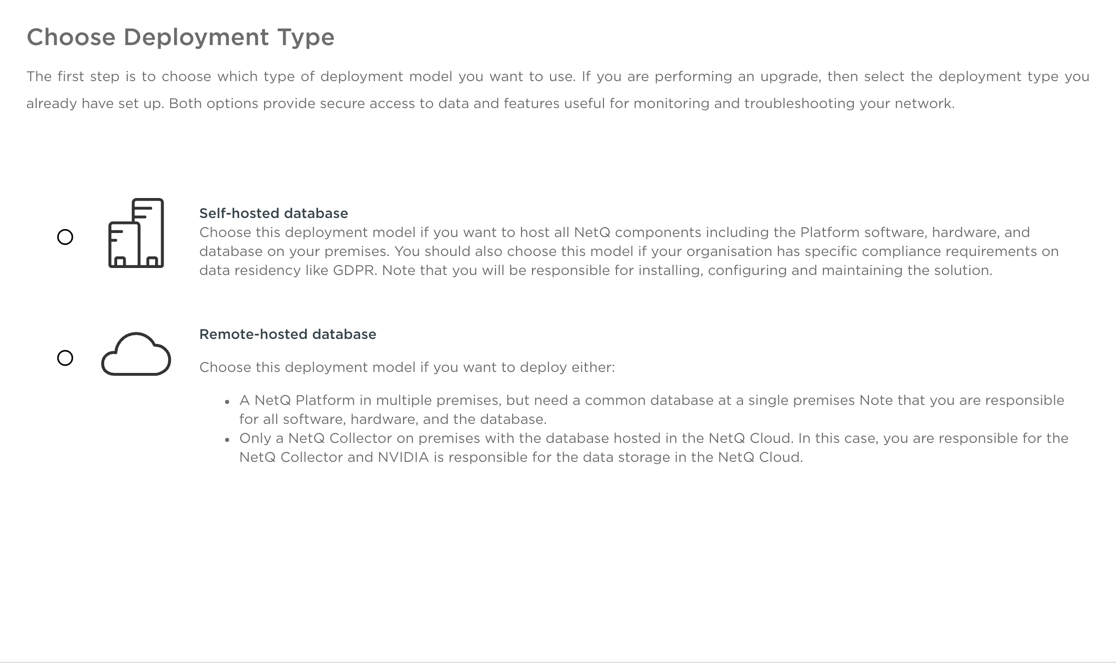 Choose Deployment Type
The first step is to choose which type of deployment model you want to use. If you are performing an upgrade, then select the deployment type you
already have set up. Both options provide secure access to data and features useful for monitoring and troubleshooting your network.
Self-hosted database
Choose this deployment model if you want to host all NetQ components including the Platform software, hardware, and
database on your premises. You should also choose this model if your organisation has specific compliance requirements on
data residency like GDPR. Note that you will be responsible for installing, configuring and maintaining the solution.
Remote-hosted database
Choose this deployment model if you want to deploy either:
• A NetQ Platform in multiple premises, but need a common database at a single premises Note that you are responsible
for all software, hardware, and the database.
• Only a NetQ Collector on premises with the database hosted in the NetQ Cloud. In this case, you are responsible for the
NetQ Collector and NVIDIA is responsible for the data storage in the NetQ Cloud.